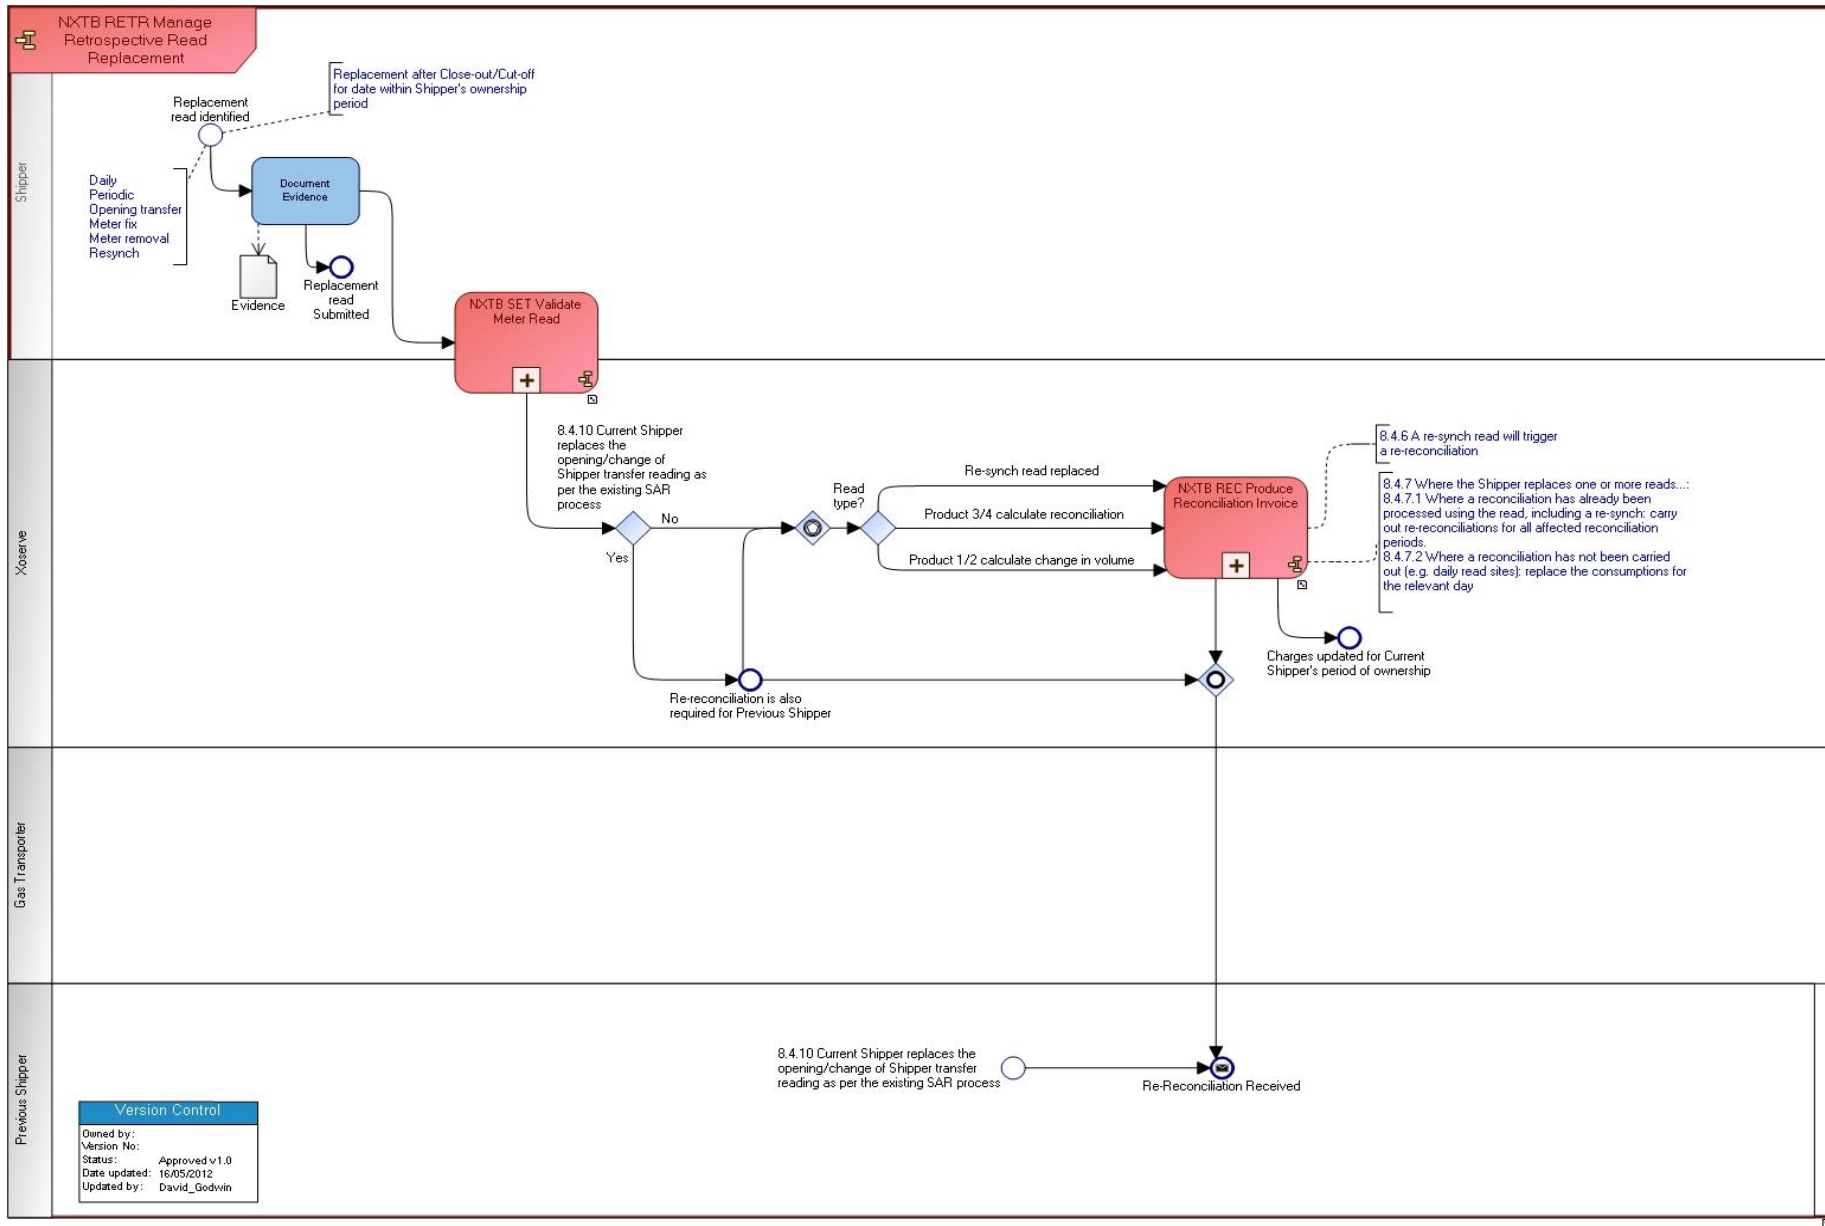 NXTB RETR Manage
Retrospective Read
Replacement
Shipper
Replacement after Close-out/Cut-off
for date within Shipper's ownership
period
Replacement
read identified
Daily
Periodic
Opening transfer
Meter fix
Meter removal
Resynch
Document
Evidence
Evidence
Replacement
read
Submitted
NXTB SET Validate
Meter Read
Xoserve
8.4.10 Current Shipper
replaces the
opening/change of
Shipper transfer reading as
per the existing SAR
process
No
Yes
Read
type?
Re-synch read replaced
Product 3/4 calculate reconciliation
Product 1/2 calculate change in volume
NXTB REC Produce
Reconciliation Invoice
8.4.6 A re-synch read will trigger
a re-reconciliation
8.4.7 Where the Shipper replaces one or more reads...:
8.4.7.1 Where a reconciliation has already been
processed using the read, including a re-synch: carry
out re-reconciliations for all affected reconciliation
periods.
8.4.7.2 Where a reconciliation has not been carried
out (e.g. daily read sites): replace the consumptions for
the relevant day
Charges updated for Current
Shipper's period of ownership
Re-reconciliation is also
required for Previous Shipper
Gas Transporter
Previous Shipper
8.4.10 Current Shipper replaces the
opening/change of Shipper transfer
reading as per the existing SAR process
Re-Reconciliation Received
Version Control
Owned by:
Version No:
Status: Approved v1.0
Date updated: 16/05/2012
Updated by: David_Godwin